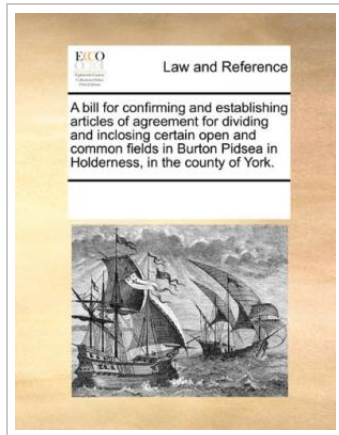 ECCO
Law and Reference
A bill for confirming and establishing
articles of agreement for dividing
and inclosing certain open and
common fields in Burton Pidsea in
Holderness, in the county of York.